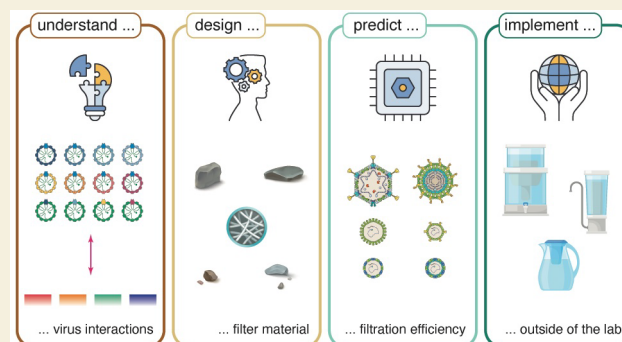 understand ...
... virus interactions
design ...
... filter material
predict ...
... filtration efficiency
implement ...
... outside of the lab